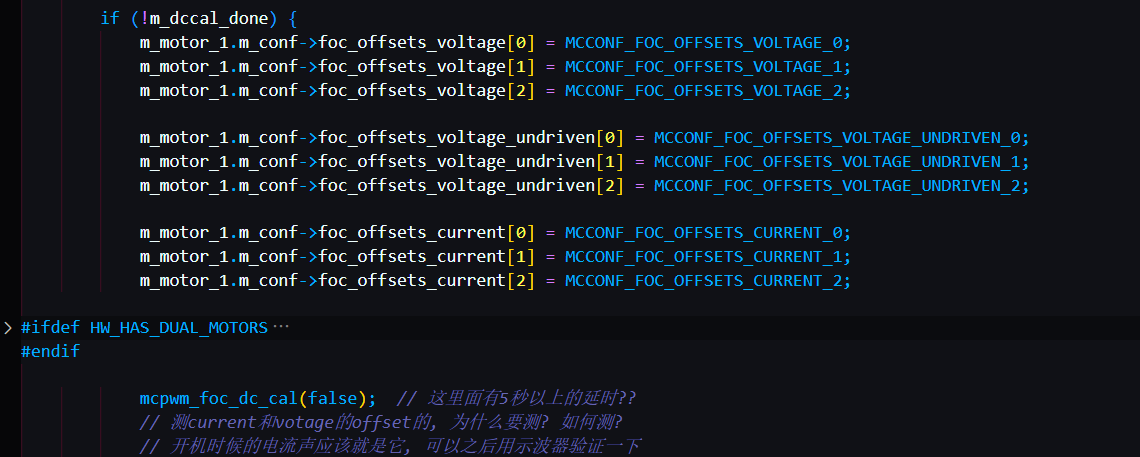 if (!m_dccal_done) {
m_motor_1.m_conf->foc_offsets_voltage[0] = MCCONF_FOC_OFFSETS_VOLTAGE_0;
m_motor_1.m_conf->foc_offsets_voltage[1] = MCCONF_FOC_OFFSETS_VOLTAGE_1;
m_motor_1.m_conf->foc_offsets_voltage[2] = MCCONF_FOC_OFFSETS_VOLTAGE_2;
m_motor_1.m_conf->foc_offsets_voltage_undriven[0] = MCCONF_FOC_OFFSETS_VOLTAGE_UNDRIVEN_0;
m_motor_1.m_conf->foc_offsets_voltage_undriven[1] = MCCONF_FOC_OFFSETS_VOLTAGE_UNDRIVEN_1;
m_motor_1.m_conf->foc_offsets_voltage_undriven[2] = MCCONF_FOC_OFFSETS_VOLTAGE_UNDRIVEN_2;
m_motor_1.m_conf->foc_offsets_current[0] = MCCONF_FOC_OFFSETS_CURRENT_0;
m_motor_1.m_conf->foc_offsets_current[1] = MCCONF_FOC_OFFSETS_CURRENT_1;
m_motor_1.m_conf->foc_offsets_current[2] = MCCONF_FOC_OFFSETS_CURRENT_2;
#ifdef HW_HAS_DUAL_MOTORS ···
#endif
mcpwm_foc_dc_cal(false);  // 这里面有5秒以上的延时??
// 测current和votage的offset的, 为什么要测? 如何测?
// 开机时候的电流声应该就是它, 可以之后用示波器验证一下